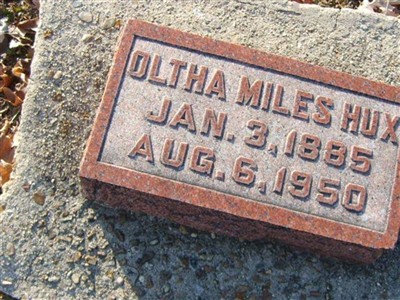 OLTHA MILES HUX
JAN. 3, 1885
AUG. 6, 1950